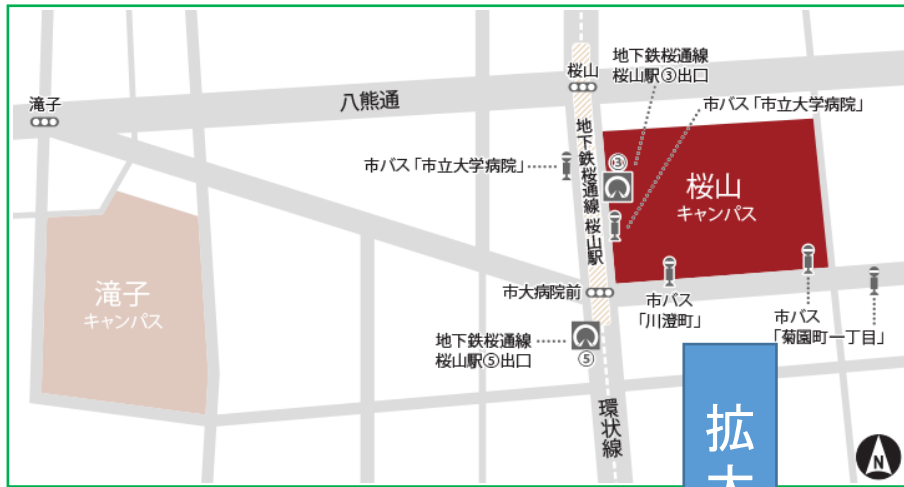 地下鉄桜通線
桜山駅③出口
桜山
滝子
八熊通
市バス「市立大学病院」
市バス「市立大学病院」
③
地下鉄桜通線 桜山駅
桜山
キャンパス
滝子
キャンパス
市大病院前
市バス
「川澄町」
市バス
「菊園町一丁目」
地下鉄桜通線
桜山駅⑤出口
⑤
環状線
拡大
N